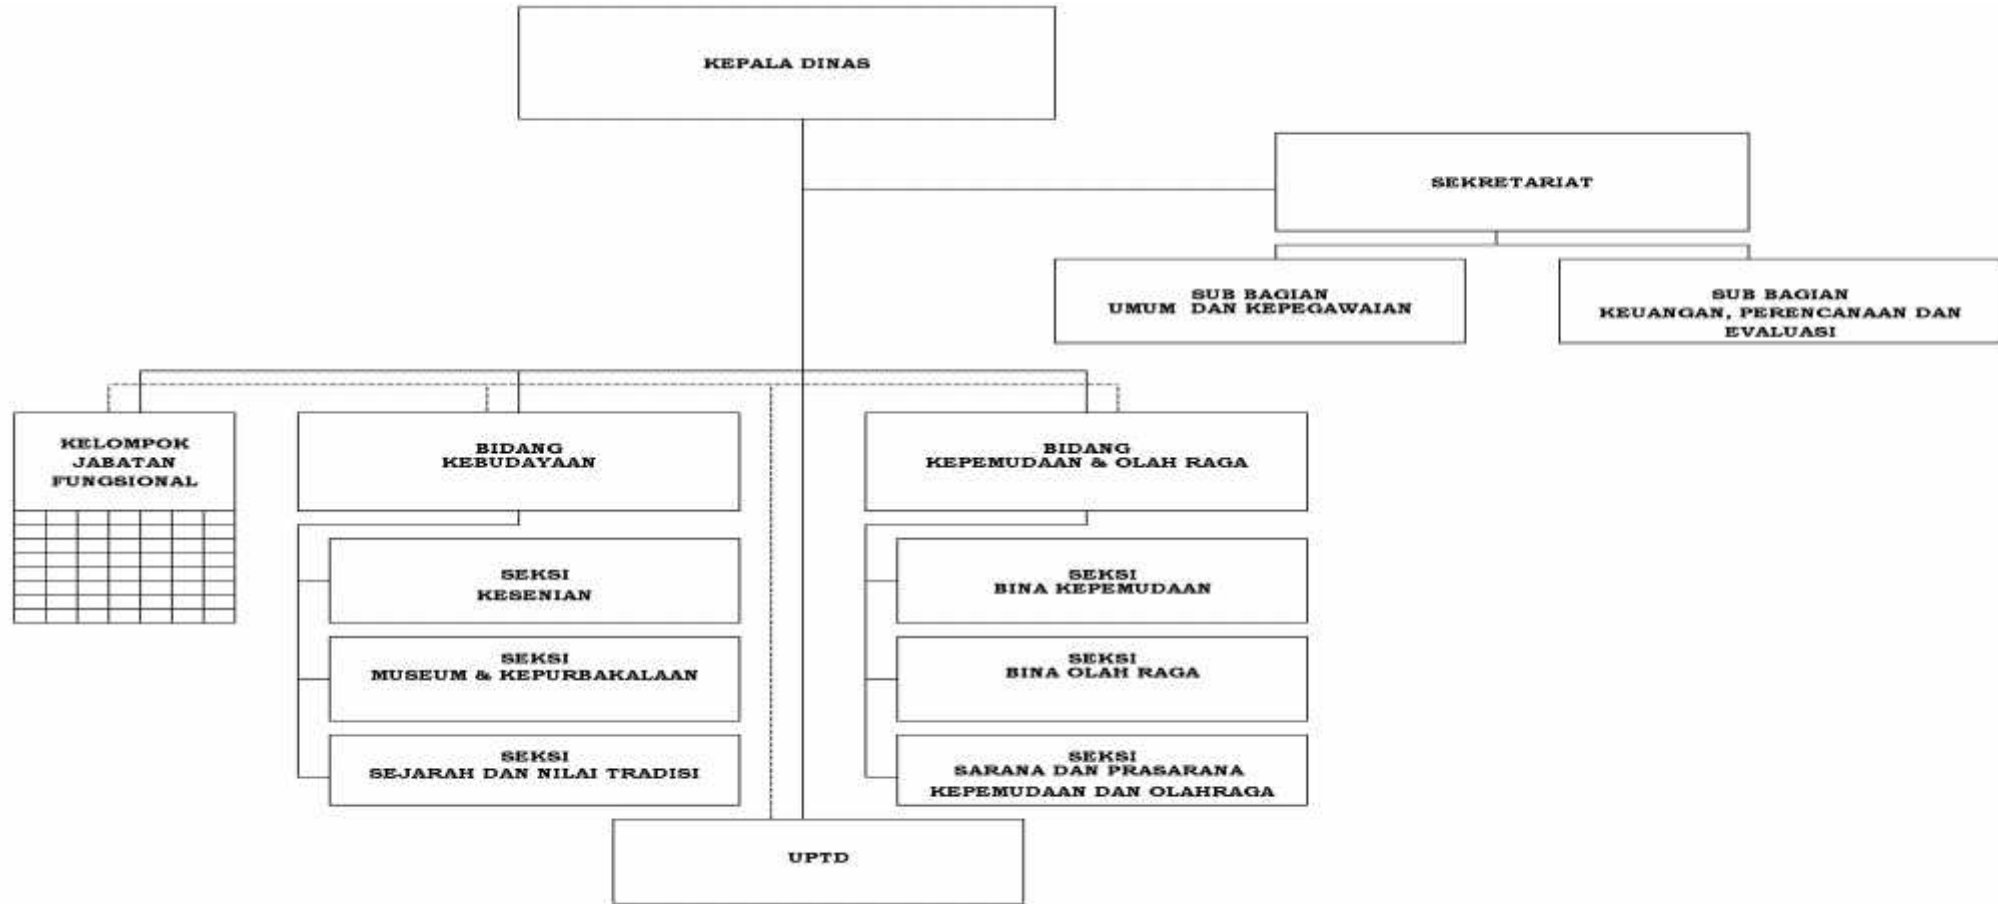 KEPALA DINAS
SEKRETARIAT
SUB BAGIAN
UMUM DAN KEPEGAWAIAN
SUB BAGIAN
KEUANGAN, PERENCANAAN DAN
EVALUASI
KELOMPOK
JABATAN
FUNGSIONAL
BIDANG
KEBUDAYAAN
BIDANG
KEPEMUDAAN & OLAH RAGA
SEKSI
KESENIAN
SEKSI
MUSEUM & KEPURBAKALAAN
SEKSI
SEJARAH DAN NILAI TRADISI
SEKSI
BINA KEPEMUDAAN
SEKSI
BINA OLAH RAGA
SEKSI
SARANA DAN PRASARANA
KEPEMUDAAN DAN OLAHRAGA
UPTD